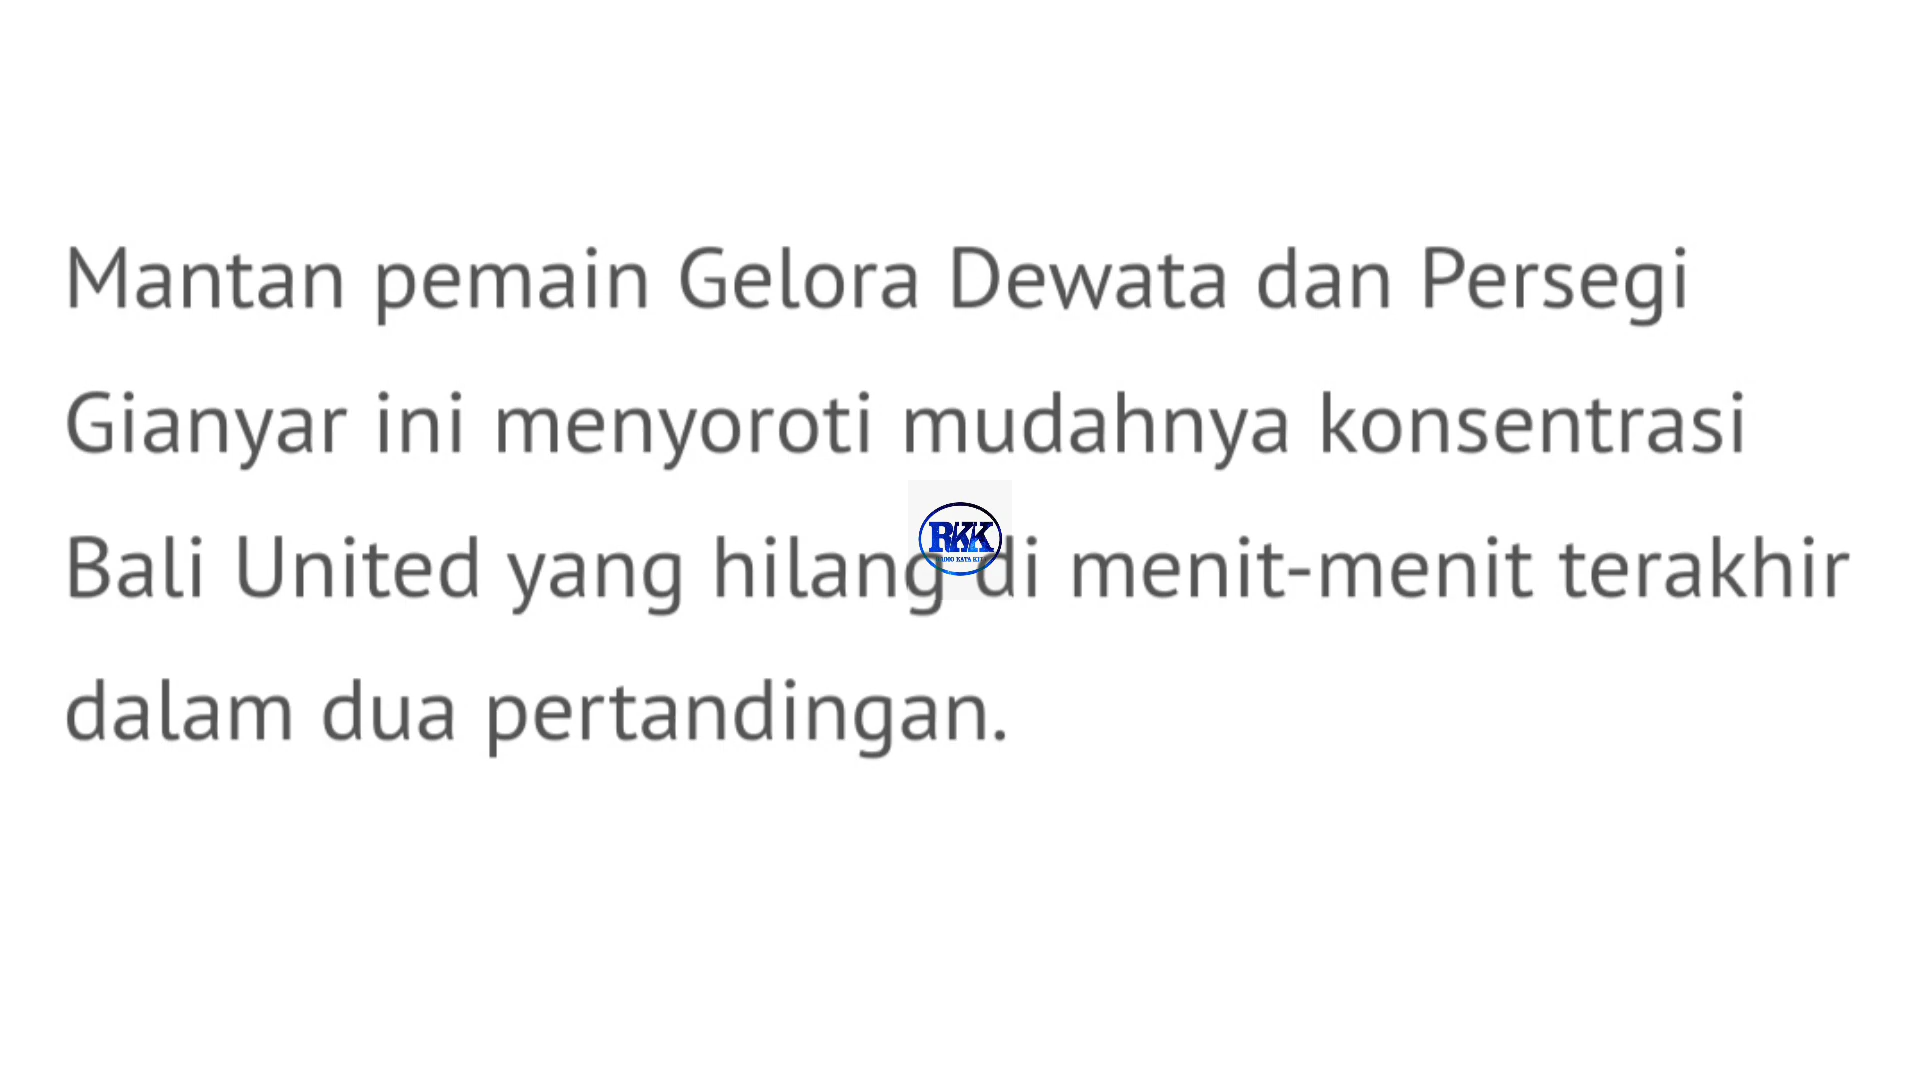 Mantan pemain Gelora Dewata dan Persegi
Gianyar ini menyoroti mudahnya konsentrasi
Bali United yang hilang di menit-menit terakhir
dalam dua pertandingan.
RKK